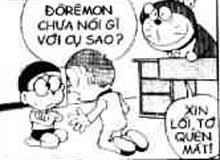 ĐÔRÊMON
CHƯA NÓI GÌ
VỚI CỤ SAO?
XIN
LỖI, TỚ
QUÊN
MẤT!